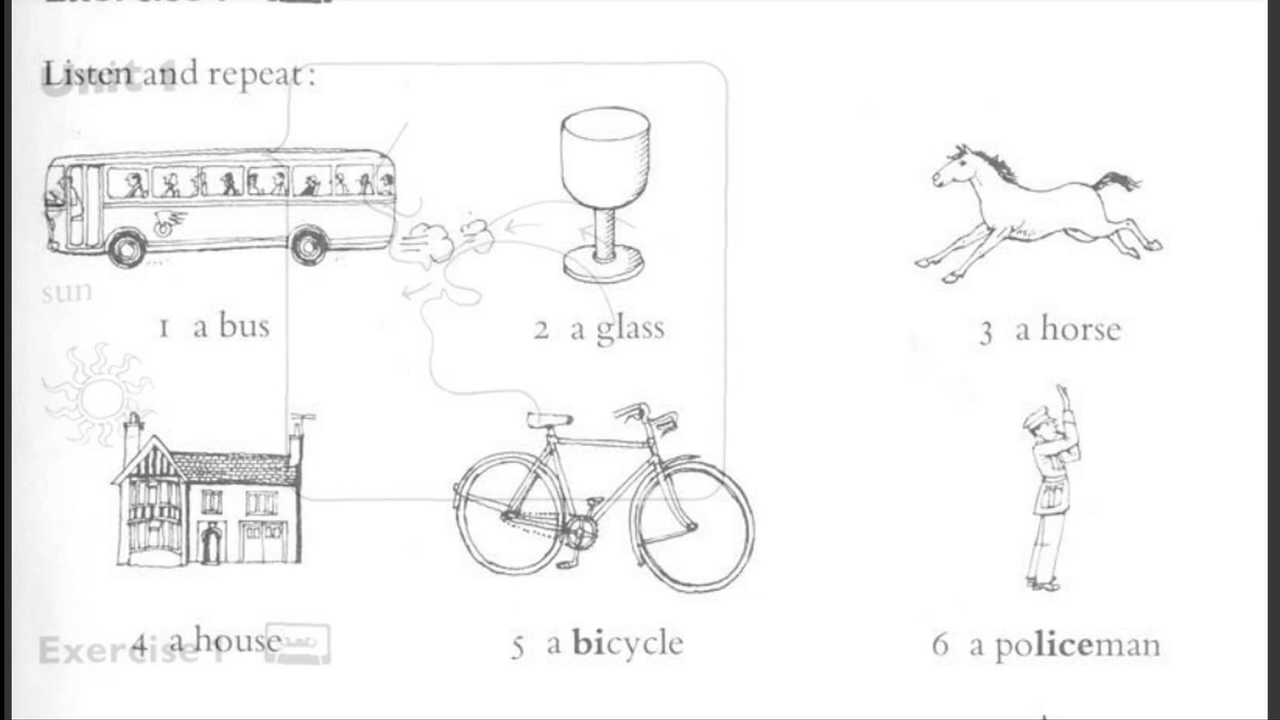 Listen and repeat:
Unit 1
sun
1 a bus
2 a glass
3 a horse
4 a house
5 a bicycle
6 a policeman
Exercise 1